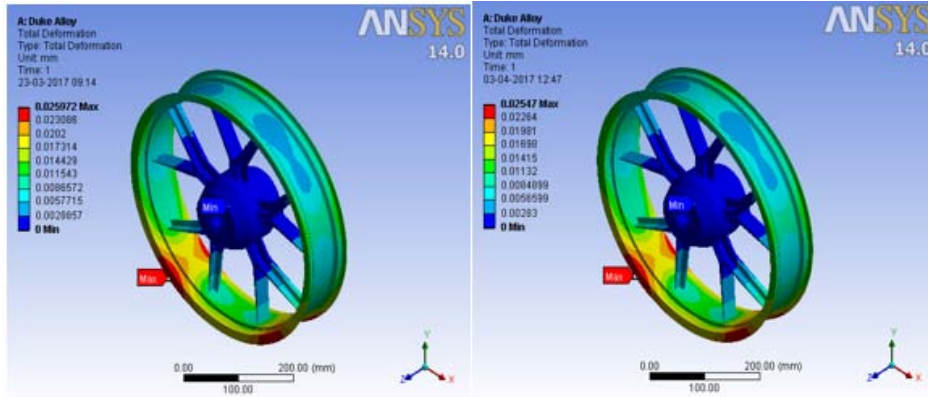 A: Duke Alloy
Total Deformation
Type: Total Deformation
Unit: mm
Time: 1
23-03-2017 09:14
ANSYS
14.0
0.025972 Max
0.023086
0.0202
0.017314
0.014429
0.011543
0.0086572
0.0057715
0.0028857
0 Min
Min
Max
0.00
200.00 (mm)
100.00
Y
Z
X
A: Duke Alloy
Total Deformation
Type: Total Deformation
Unit: mm
Time: 1
03-04-2017 12:47
ANSYS
14.0
0.02547 Max
0.02264
0.01981
0.01698
0.01415
0.01132
0.0084899
0.0056599
0.00283
0 Min
Min
Max
0.00
200.00 (mm)
100.00
Y
Z
X